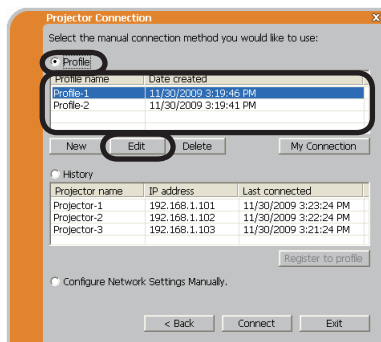 Projector Connection X
Select the manual connection method you would like to use:
Profile
Profile name Date created
Profile-1 11/30/2009 3:19:46 PM
Profile-2 11/30/2009 3:19:41 PM
New Edit Delete My Connection
History
Projector name IP address Last connected
Projector-1 192.168.1.101 11/30/2009 3:23:24 PM
Projector-2 192.168.1.102 11/30/2009 3:22:24 PM
Projector-3 192.168.1.103 11/30/2009 3:21:24 PM
Register to profile
Configure Network Settings Manually.
< Back Connect Exit